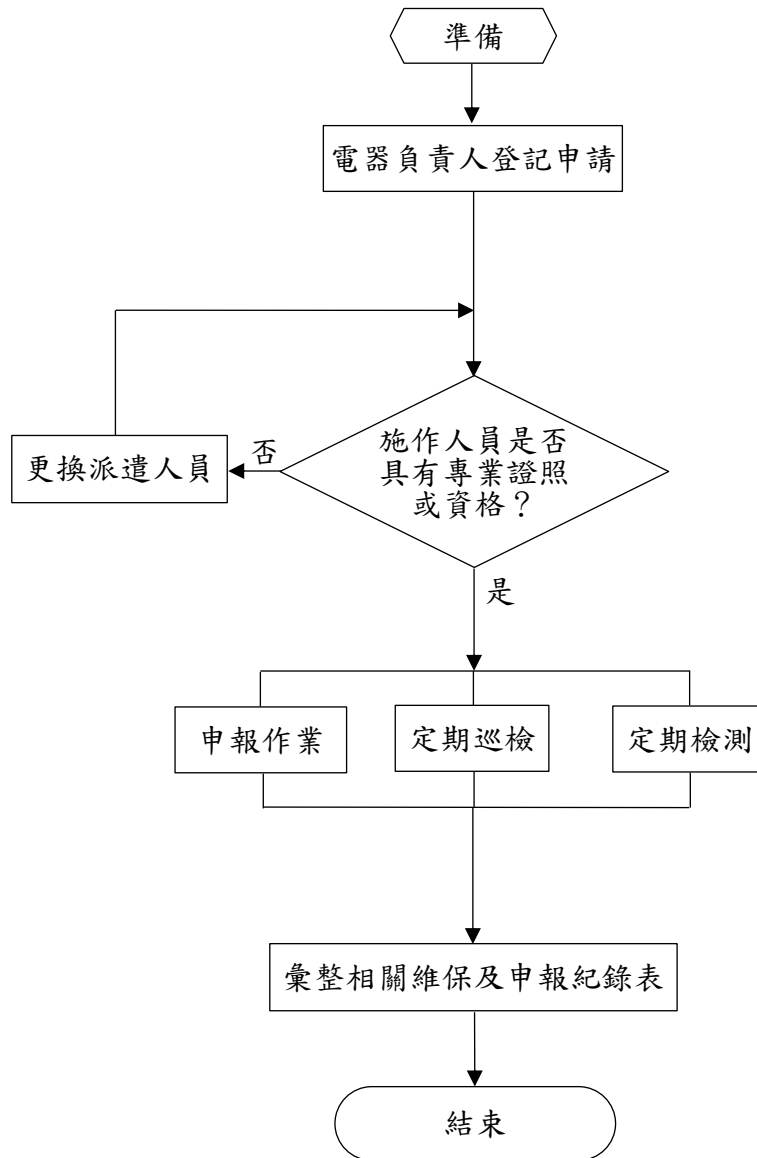 準備
電器負責人登記申請
施作人員是否
具有專業證照
或資格？
否
更換派遣人員
是
申報作業
定期巡檢
定期檢測
彙整相關維保及申報紀錄表
結束